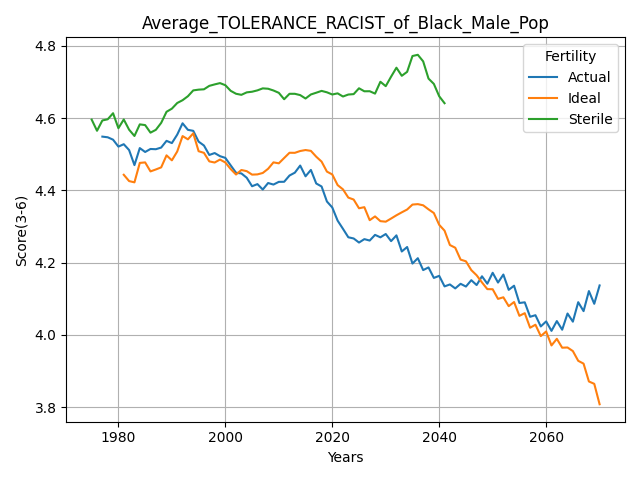 Average_TOLERANCE_RACIST_of_Black_Male_Pop
Fertility
Actual
Ideal
Sterile
Score(3-6)
4.8
4.6
4.4
4.2
4.0
3.8
1980 2000 2020 2040 2060
Years